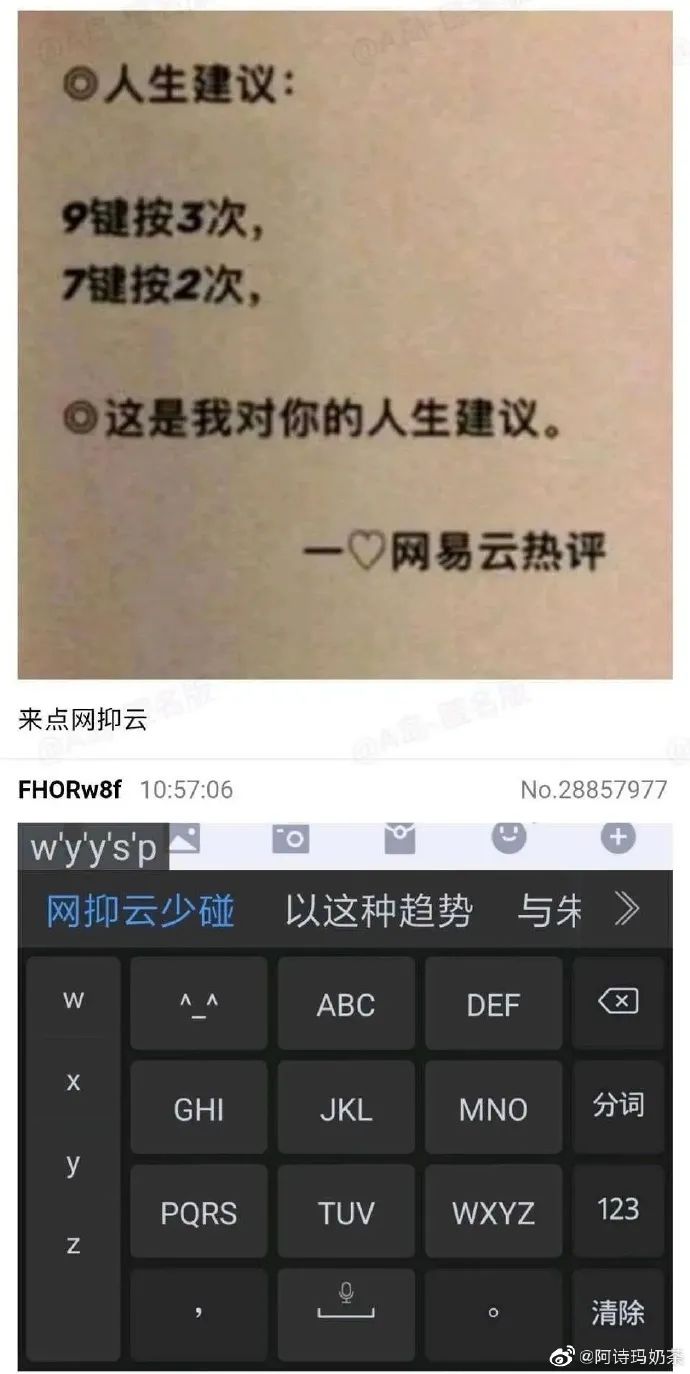 ◎人生建议：
9键按3次，
7键按2次，
◎这是我对你的人生建议。
一♡网易云热评
来点网抑云
FHORw8f 10:57:06 No.28857977
w'y'y's'p
网抑云少碰 以这种趋势 与朱
w ^_^ ABC DEF
x GHI JKL MNO 分词
y PQRS TUV WXYZ 123
z
， 。 清除
@阿诗玛奶茶